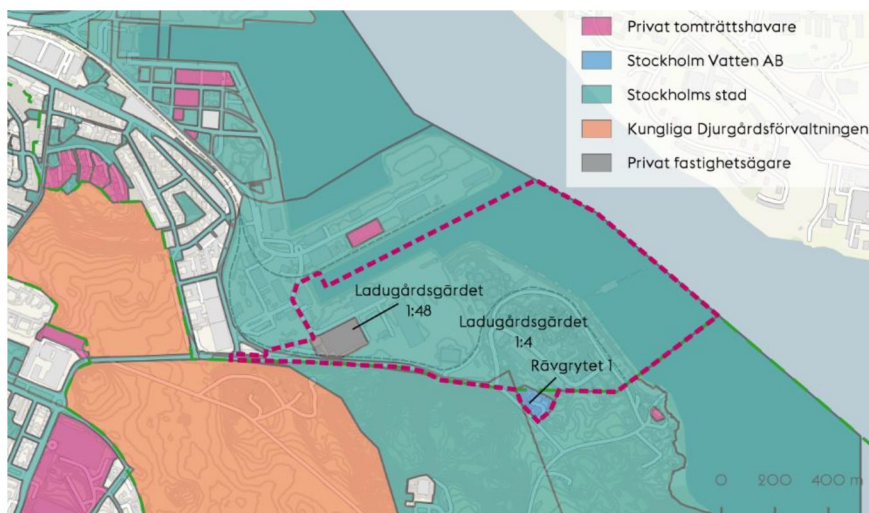 Privat tomträttshavare
Stockholm Vatten AB
Stockholms stad
Kungliga Djurgårdsförvaltningen
Privat fastighetsägare
Ladugårdsgärdet
1:48
Ladugårdsgärdet
1:4
Rävgrytet 1
0 200 400 m